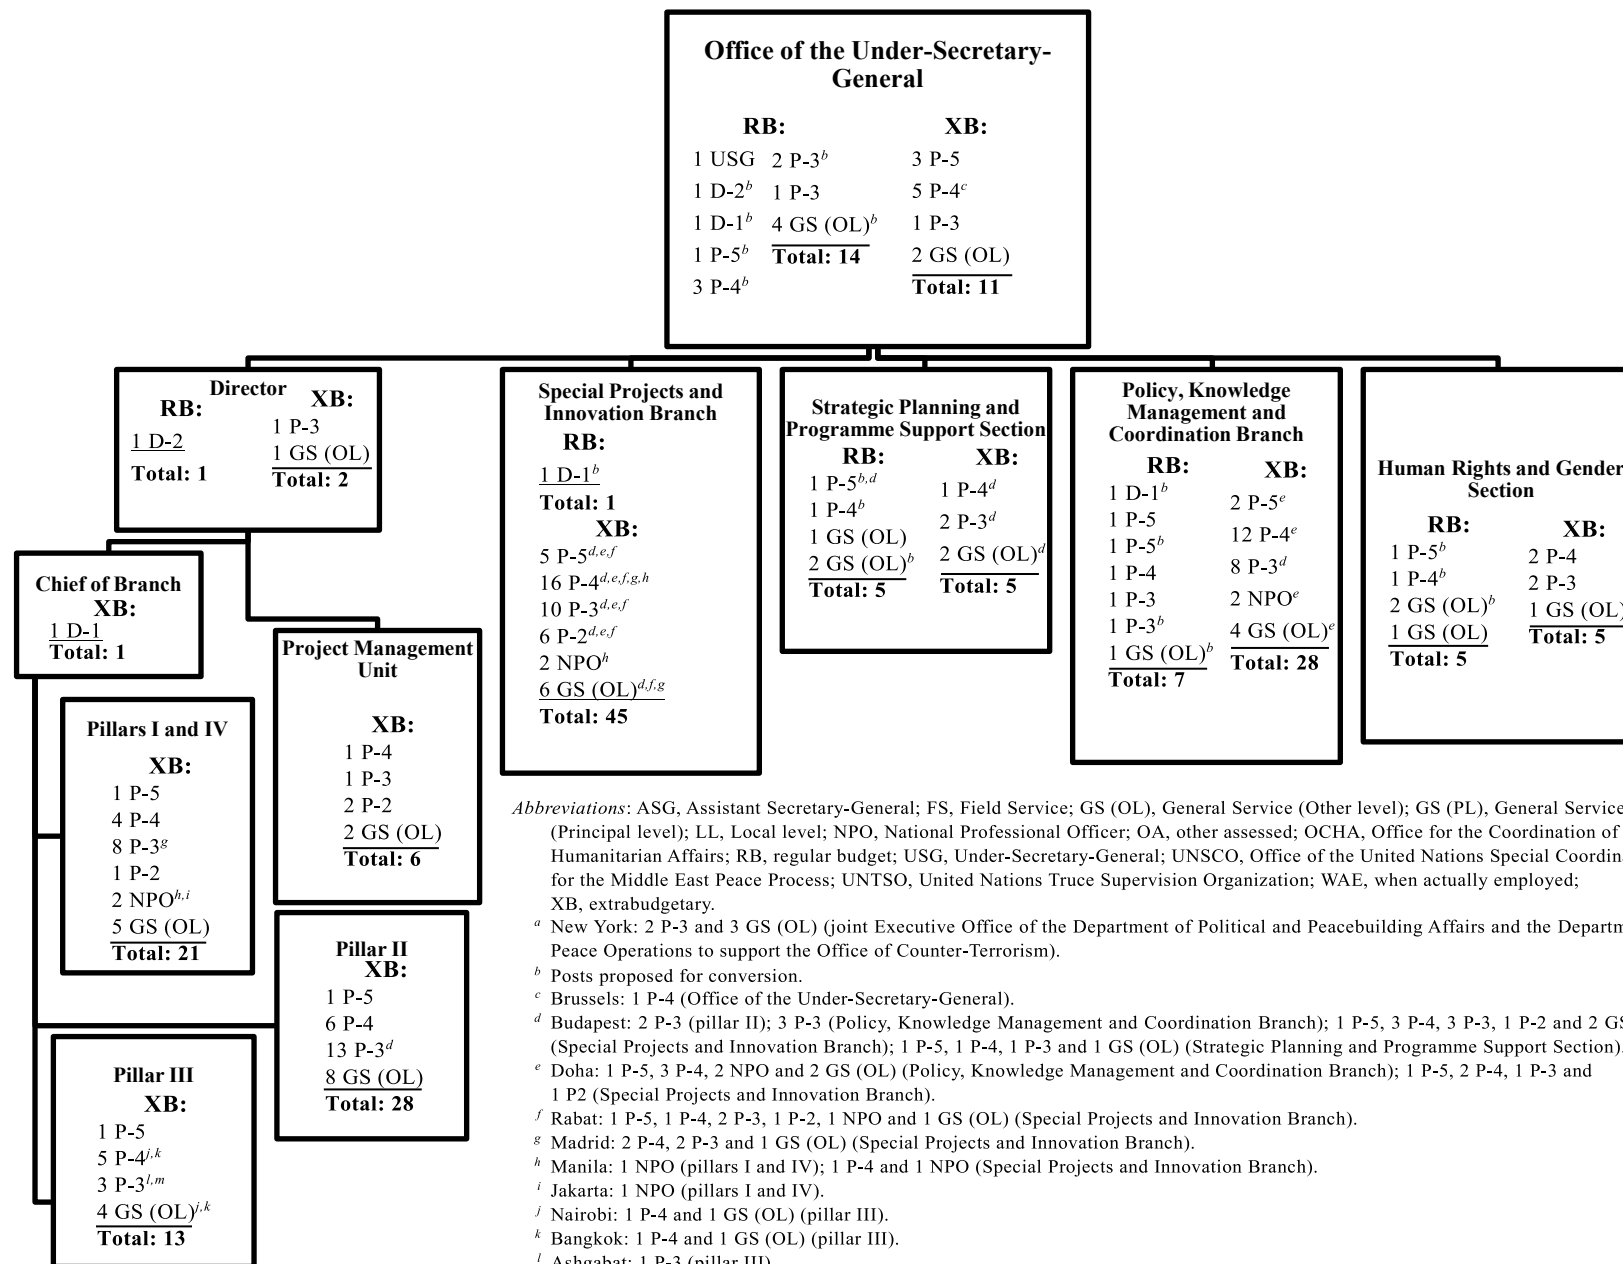 Office of the Under-Secretary-
General
RB:
1 USG
1 D-2b
1 D-1b
1 P-5b
3 P-4b
2 P-3b
1 P-3
4 GS (OL)b
Total: 14
XB:
3 P-5
5 P-4c
1 P-3
2 GS (OL)
Total: 11
Director
RB:
1 D-2
Total: 1
XB:
1 P-3
1 GS (OL)
Total: 2
Special Projects and
Innovation Branch
RB:
1 D-1b
Total: 1
XB:
5 P-5d,e,f
16 P-4d,e,f,g,h
10 P-3d,e,f
6 P-2d,e,f
2 NPOh
6 GS (OL)d,f,g
Total: 45
Strategic Planning and
Programme Support Section
RB:
1 P-5b,d
1 P-4b
1 GS (OL)
2 GS (OL)b
Total: 5
XB:
1 P-4d
2 P-3d
2 GS (OL)d
Total: 5
Policy, Knowledge
Management and
Coordination Branch
RB:
1 D-1b
1 P-5
1 P-5b
1 P-4
1 P-3
1 P-3b
1 GS (OL)b
Total: 7
XB:
2 P-5e
12 P-4e
8 P-3d
2 NPOe
4 GS (OL)e
Total: 28
Human Rights and Gender
Section
RB:
1 P-5b
1 P-4b
2 GS (OL)b
1 GS (OL)
Total: 5
XB:
2 P-4
2 P-3
1 GS (OL)
Total: 5
Chief of Branch
XB:
1 D-1
Total: 1
Project Management
Unit
XB:
1 P-4
1 P-3
2 P-2
2 GS (OL)
Total: 6
Pillars I and IV
XB:
1 P-5
4 P-4
8 P-3g
1 P-2
2 NPOh,i
5 GS (OL)
Total: 21
Pillar II
XB:
1 P-5
6 P-4
13 P-3d
8 GS (OL)
Total: 28
Pillar III
XB:
1 P-5
5 P-4j,k
3 P-3l,m
4 GS (OL)j,k
Total: 13
Abbreviations: ASG, Assistant Secretary-General; FS, Field Service; GS (OL), General Service (Other level); GS (PL), General Service
(Principal level); LL, Local level; NPO, National Professional Officer; OA, other assessed; OCHA, Office for the Coordination of
Humanitarian Affairs; RB, regular budget; USG, Under-Secretary-General; UNSCO, Office of the United Nations Special Coordina
for the Middle East Peace Process; UNTSO, United Nations Truce Supervision Organization; WAE, when actually employed;
XB, extrabudgetary.
a New York: 2 P-3 and 3 GS (OL) (joint Executive Office of the Department of Political and Peacebuilding Affairs and the Departm
Peace Operations to support the Office of Counter-Terrorism).
b Posts proposed for conversion.
c Brussels: 1 P-4 (Office of the Under-Secretary-General).
d Budapest: 2 P-3 (pillar II); 3 P-3 (Policy, Knowledge Management and Coordination Branch); 1 P-5, 3 P-4, 3 P-3, 1 P-2 and 2 GS
(Special Projects and Innovation Branch); 1 P-5, 1 P-4, 1 P-3 and 1 GS (OL) (Strategic Planning and Programme Support Section).
e Doha: 1 P-5, 3 P-4, 2 NPO and 2 GS (OL) (Policy, Knowledge Management and Coordination Branch); 1 P-5, 2 P-4, 1 P-3 and
1 P2 (Special Projects and Innovation Branch).
f Rabat: 1 P-5, 1 P-4, 2 P-3, 1 P-2, 1 NPO and 1 GS (OL) (Special Projects and Innovation Branch).
g Madrid: 2 P-4, 2 P-3 and 1 GS (OL) (Special Projects and Innovation Branch).
h Manila: 1 NPO (pillars I and IV); 1 P-4 and 1 NPO (Special Projects and Innovation Branch).
i Jakarta: 1 NPO (pillars I and IV).
j Nairobi: 1 P-4 and 1 GS (OL) (pillar III).
k Bangkok: 1 P-4 and 1 GS (OL) (pillar III).
l Ashgabat: 1 P-3 (pillar III)